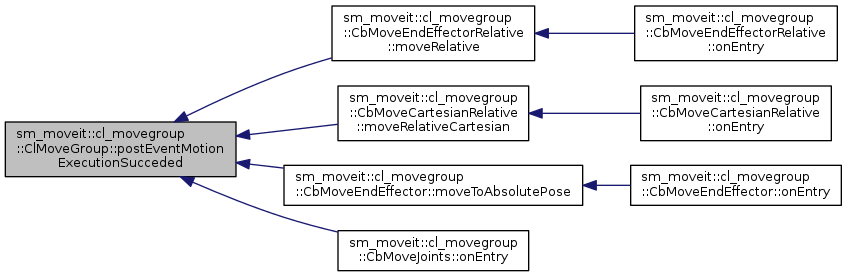 sm_moveit::cl_movegroup
::CbMoveEndEffectorRelative
::moveRelative
sm_moveit::cl_movegroup
::CbMoveEndEffectorRelative
::onEntry
sm_moveit::cl_movegroup
::CbMoveCartesianRelative
::moveRelativeCartesian
sm_moveit::cl_movegroup
::CbMoveCartesianRelative
::onEntry
sm_moveit::cl_movegroup
::ClMoveGroup::postEventMotion
ExecutionSucceded
sm_moveit::cl_movegroup
::CbMoveEndEffector::moveToAbsolutePose
sm_moveit::cl_movegroup
::CbMoveEndEffector::onEntry
sm_moveit::cl_movegroup
::CbMoveJoints::onEntry